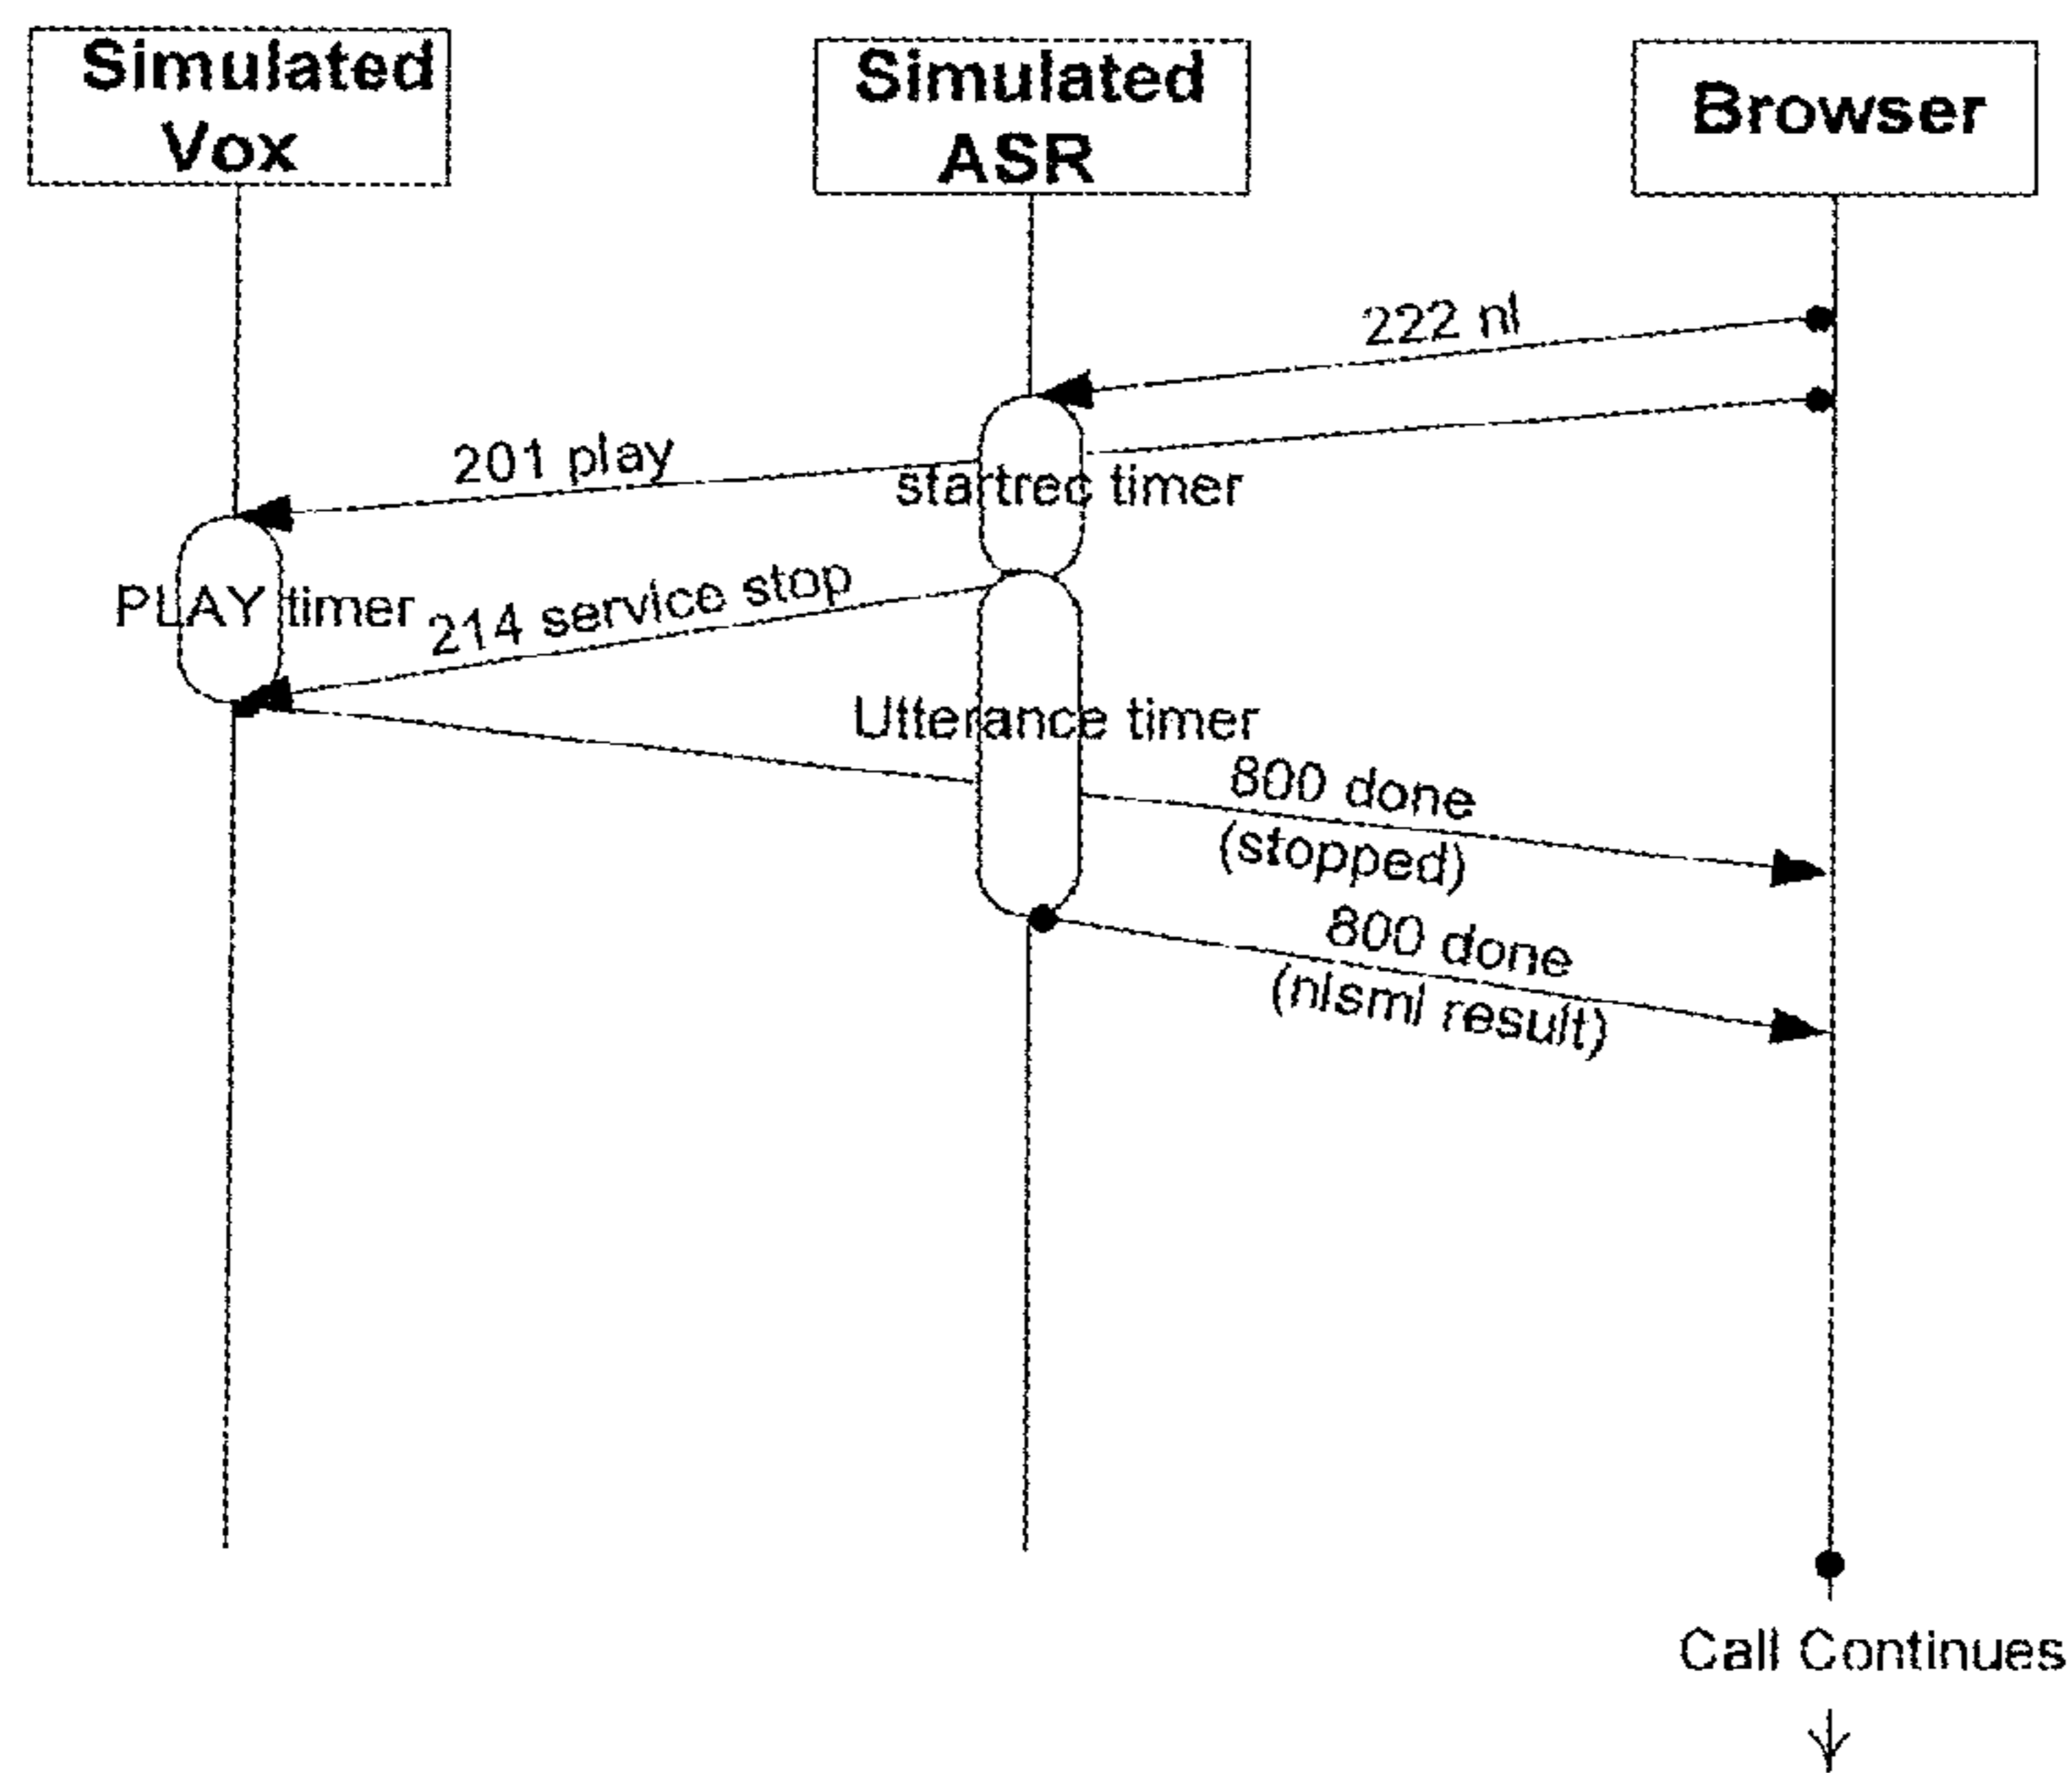 Simulated
Vox
Simulated
ASR
Browser
222 nl
201 play
startrec timer
PLAY timer
214 service stop
Utterance timer
800 done
(stopped)
800 done
(nlsml result)
Call Continues